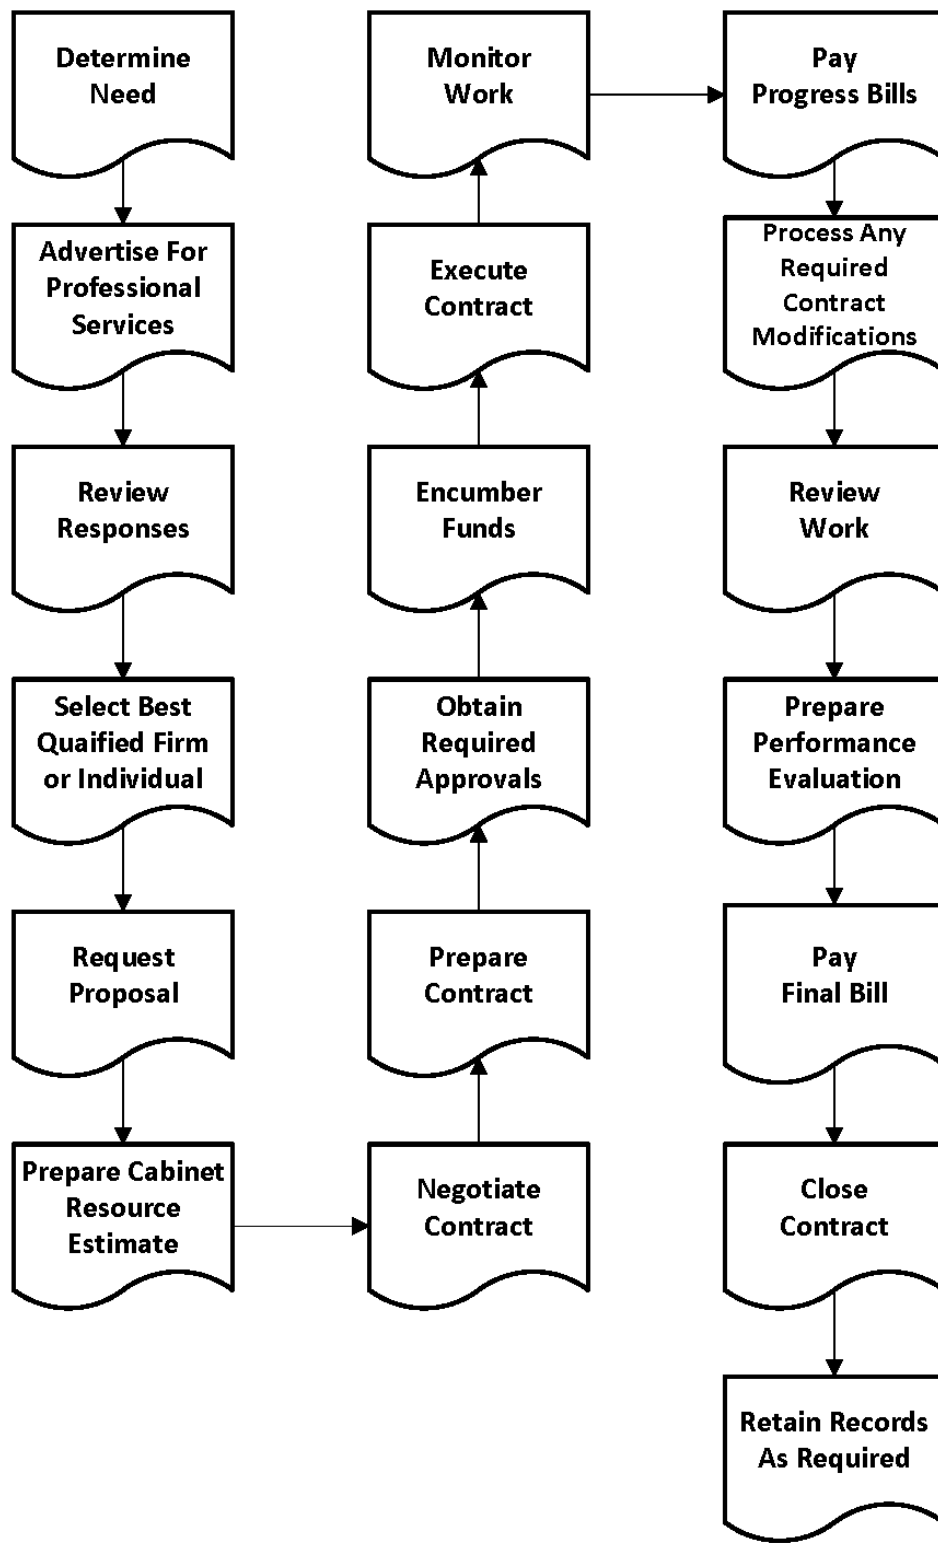 Determine
Need
Advertise For
Professional
Services
Review
Responses
Select Best
Quaified Firm
or Individual
Request
Proposal
Prepare Cabinet
Resource
Estimate
Negotiate
Contract
Prepare
Contract
Obtain
Required
Approvals
Encumber
Funds
Execute
Contract
Monitor
Work
Pay
Progress Bills
Process Any
Required
Contract
Modifications
Review
Work
Prepare
Performance
Evaluation
Pay
Final Bill
Close
Contract
Retain Records
As Required